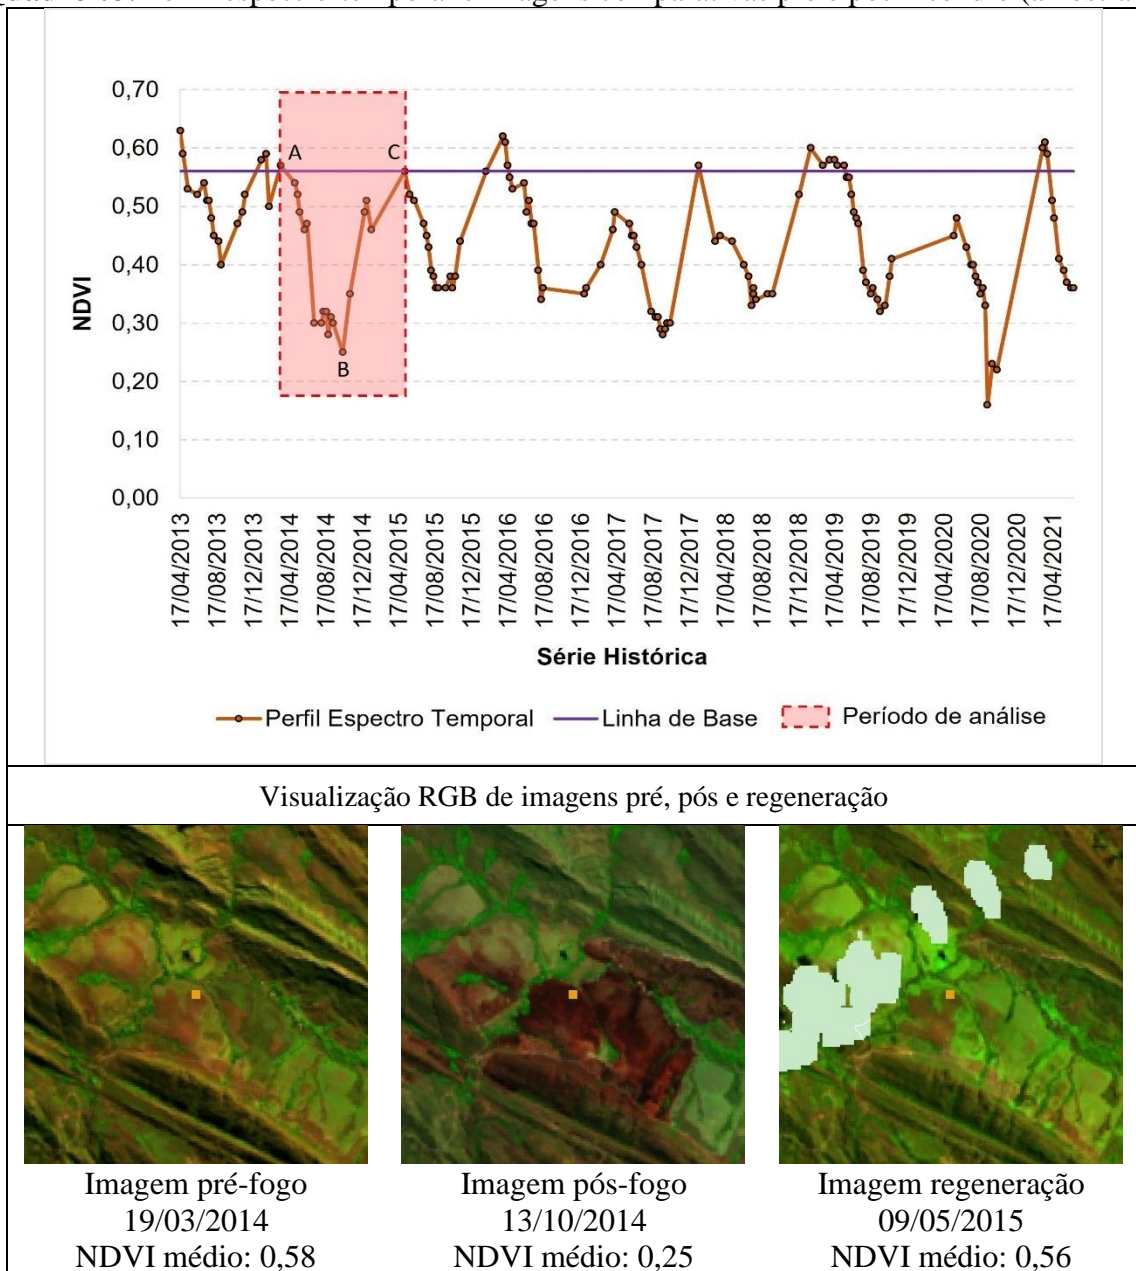 0,70
0,60
0,50
0,40
0,30
0,20
0,10
0,00
NDVI
A
C
B
17/04/2013
17/08/2013
17/12/2013
17/04/2014
17/08/2014
17/12/2014
17/04/2015
17/08/2015
17/12/2015
17/04/2016
17/08/2016
17/12/2016
17/04/2017
17/08/2017
17/12/2017
17/04/2018
17/08/2018
17/12/2018
17/04/2019
17/08/2019
17/12/2019
17/04/2020
17/08/2020
17/12/2020
17/04/2021
Série Histórica
Perfil Espectro Temporal
Linha de Base
Período de análise
Visualização RGB de imagens pré, pós e regeneração
Imagem pré-fogo
19/03/2014
NDVI médio: 0,58
Imagem pós-fogo
13/10/2014
NDVI médio: 0,25
Imagem regeneração
09/05/2015
NDVI médio: 0,56